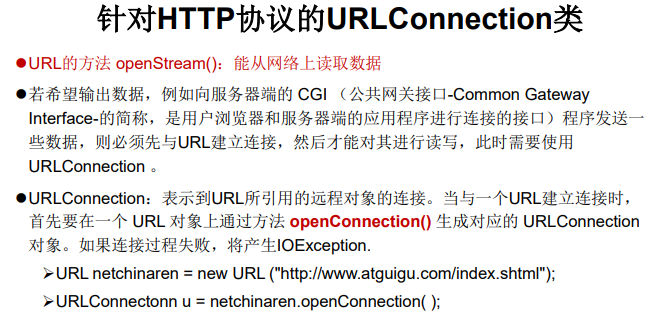 针对HTTP协议的URLConnection类
●URL的方法 openStream()：能从网络上读取数据
●若希望输出数据，例如向服务器端的 CGI （公共网关接口-Common Gateway
Interface-的简称，是用户浏览器和服务器端的应用程序进行连接的接口）程序发送一
些数据，则必须先与URL建立连接，然后才能对其进行读写，此时需要使用
URLConnection 。
●URLConnection：表示到URL所引用的远程对象的连接。当与一个URL建立连接时，
首先要在一个 URL 对象上通过方法 openConnection() 生成对应的 URLConnection
对象。如果连接过程失败，将产生IOException.
➢URL netchinaren = new URL ("http://www.atguigu.com/index.shtml");
➢URLConnectonn u = netchinaren.openConnection( );